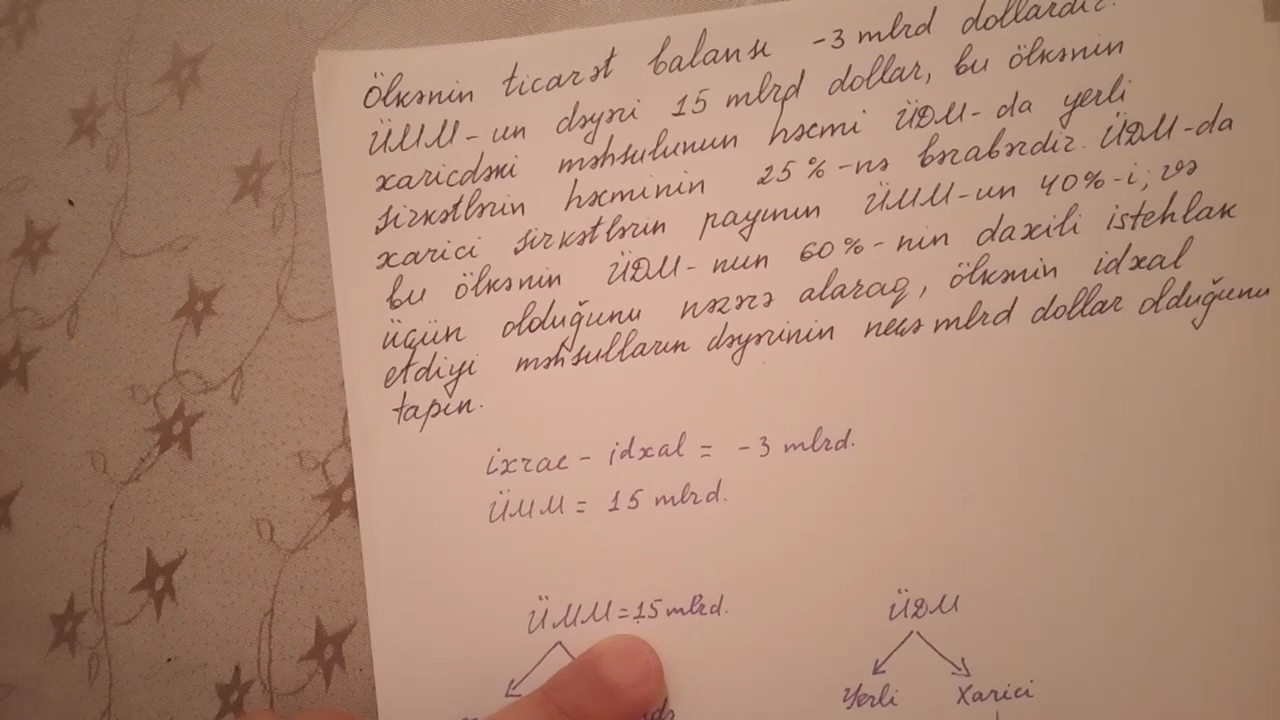 Ölkənin ticarət balansı -3 mlrd dollardır.
ÜMM-un dəyəri 15 mlrd dollar, bu ölkənin
xaricdəki məhsulunun həcmi ÜDM-da yerli
şirkətlərin həcminin 25%-nə bərabərdir. ÜDM-da
xarici şirkətlərin payının ÜMM-un 40%-i; və
bu ölkənin ÜDM-nun 60%-nin daxili istehlak
üçün olduğunu nəzərə alaraq, ölkənin idxal
etdiyi məhsulların dəyərinin neçə mlrd dollar olduğunu
tapın.
ixrac - idxal = -3 mlrd.
ÜMM = 15 mlrd.
ÜMM=15 mlrd. ÜDM
Yerli Xarici